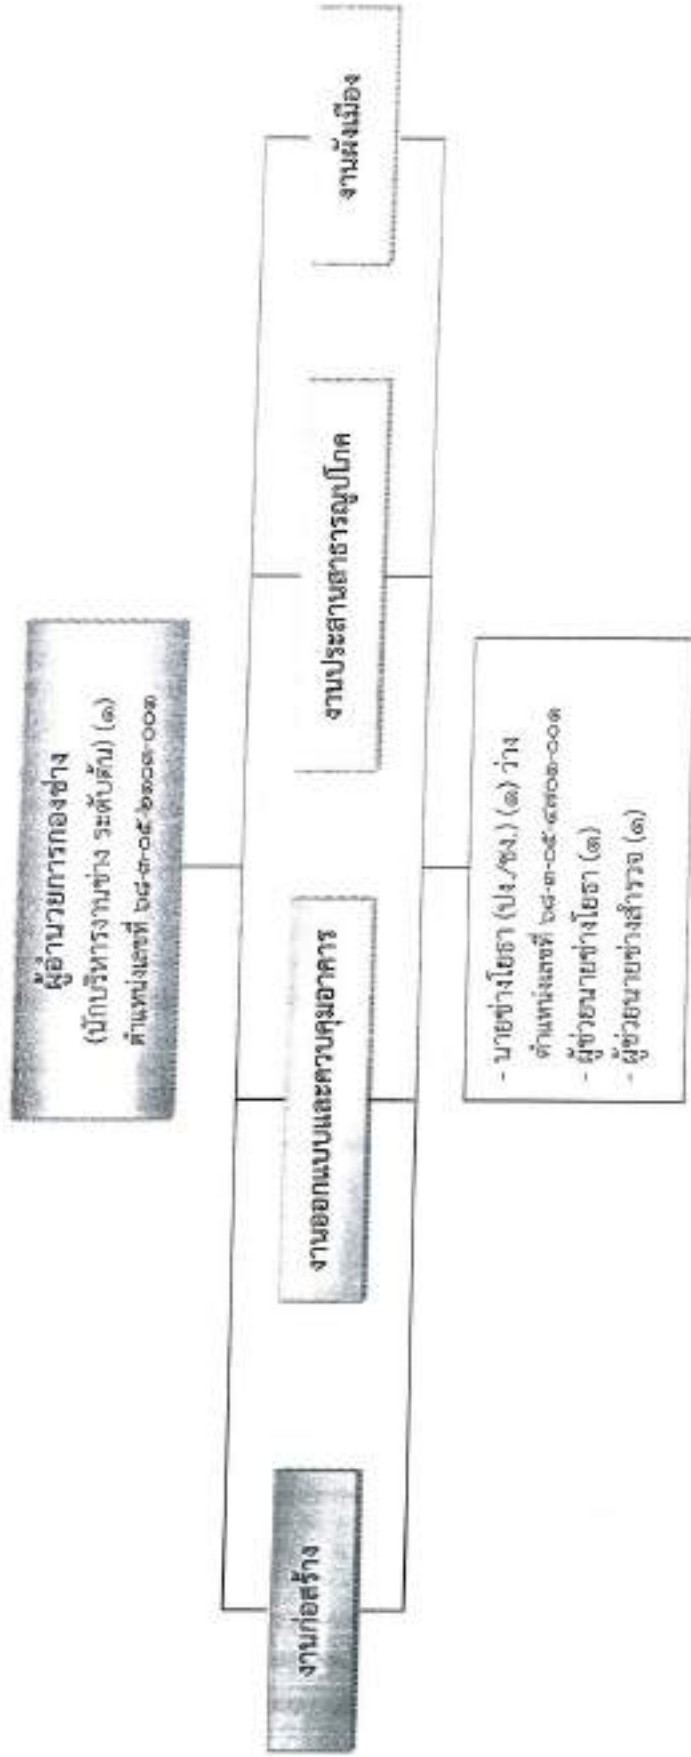 ผู้อำนวยการกองช่าง
(นักบริหารงานช่าง ระดับต้น) (๑)
ตำแหน่งเลขที่ ๒๘-๓-๐๕-๒๑๐๓-๐๐๑
งานก่อสร้าง
งานออกแบบและควบคุมอาคาร
งานประสานสาธารณูปโภค
งานผังเมือง
- นายช่างโยธา (ปง./ชง.) (๑) ว่าง
ตำแหน่งเลขที่ ๒๘-๓-๐๕-๔๗๐๑-๐๐๑
- ผู้ช่วยนายช่างโยธา (๑)
- ผู้ช่วยนายช่างสำรวจ (๑)